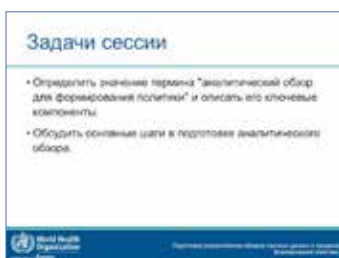 Задачи сессии
• Определить значение термина "аналитический обзор
для формирования политики" и описать его ключевые
компоненты.
• Обсудить основные шаги в подготовке аналитического
обзора.
World Health
Organization